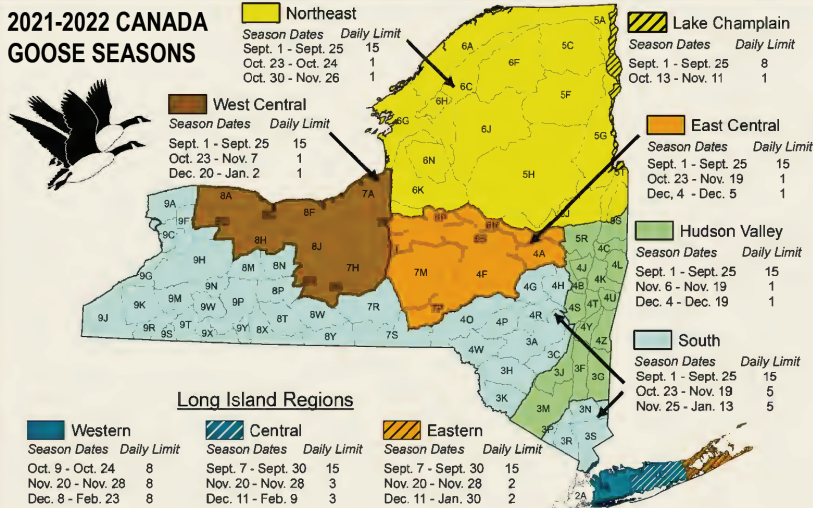 2021-2022 CANADA
GOOSE SEASONS
Northeast
Season Dates Daily Limit
Sept. 1 - Sept. 25 15
Oct. 23 - Oct. 24 1
Oct. 30 - Nov. 26 1
Lake Champlain
Season Dates Daily Limit
Sept. 1 - Sept. 25 8
Oct. 13 - Nov. 11 1
West Central
Season Dates Daily Limit
Sept. 1 - Sept. 25 15
Oct. 23 - Nov. 7 1
Dec. 20 - Jan. 2 1
East Central
Season Dates Daily Limit
Sept. 1 - Sept. 25 15
Oct. 23 - Nov. 19 1
Dec, 4 - Dec. 5 1
Hudson Valley
Season Dates Daily Limit
Sept. 1 - Sept. 25 15
Nov. 6 - Nov. 19 1
Dec. 4 - Dec. 19 1
South
Season Dates Daily Limit
Sept. 1 - Sept. 25 15
Oct. 23 - Nov. 19 5
Nov. 25 - Jan. 13 5
5A
6A
5C
6F
6C
5F
6H
6G
6J
5G
6N
5H
6K
7A
8A
9A
8F
9F
9C
8H
8J
4A
5R
4C
9H
8M
8N
7H
7M
4F
4J
4L
9G
9N
8P
4G
4H
4B
4K
9K
9M
9W
9P
7R
4S
4T
4U
9J
8T
8W
4O
4P
4R
9R
9S
9T
9X
9Y
8X
8Y
7S
4Y
4Z
3A
4W
3C
3H
3J
3F
3G
3K
3M
3N
3P
3R
3S
2A
Long Island Regions
Western
Season Dates Daily Limit
Oct. 9 - Oct. 24 8
Nov. 20 - Nov. 28 8
Dec. 8 - Feb. 23 8
Central
Season Dates Daily Limit
Sept. 7 - Sept. 30 15
Nov. 20 - Nov. 28 3
Dec. 11 - Feb. 9 3
Eastern
Season Dates Daily Limit
Sept. 7 - Sept. 30 15
Nov. 20 - Nov. 28 2
Dec. 11 - Jan. 30 2